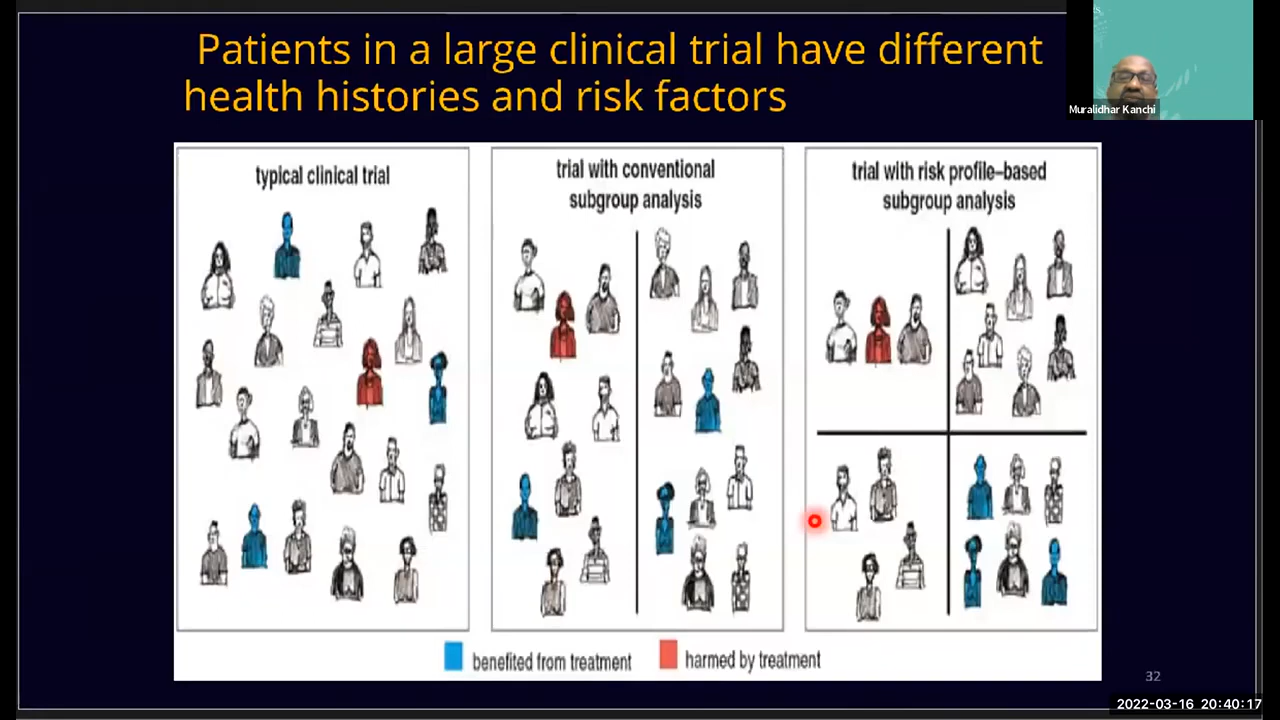 Patients in a large clinical trial have different
health histories and risk factors
Muralidhar Kanchi
typical clinical trial
trial with conventional
subgroup analysis
trial with risk profile–based
subgroup analysis
benefited from treatment
harmed by treatment
32
2022-03-16 20:40:17